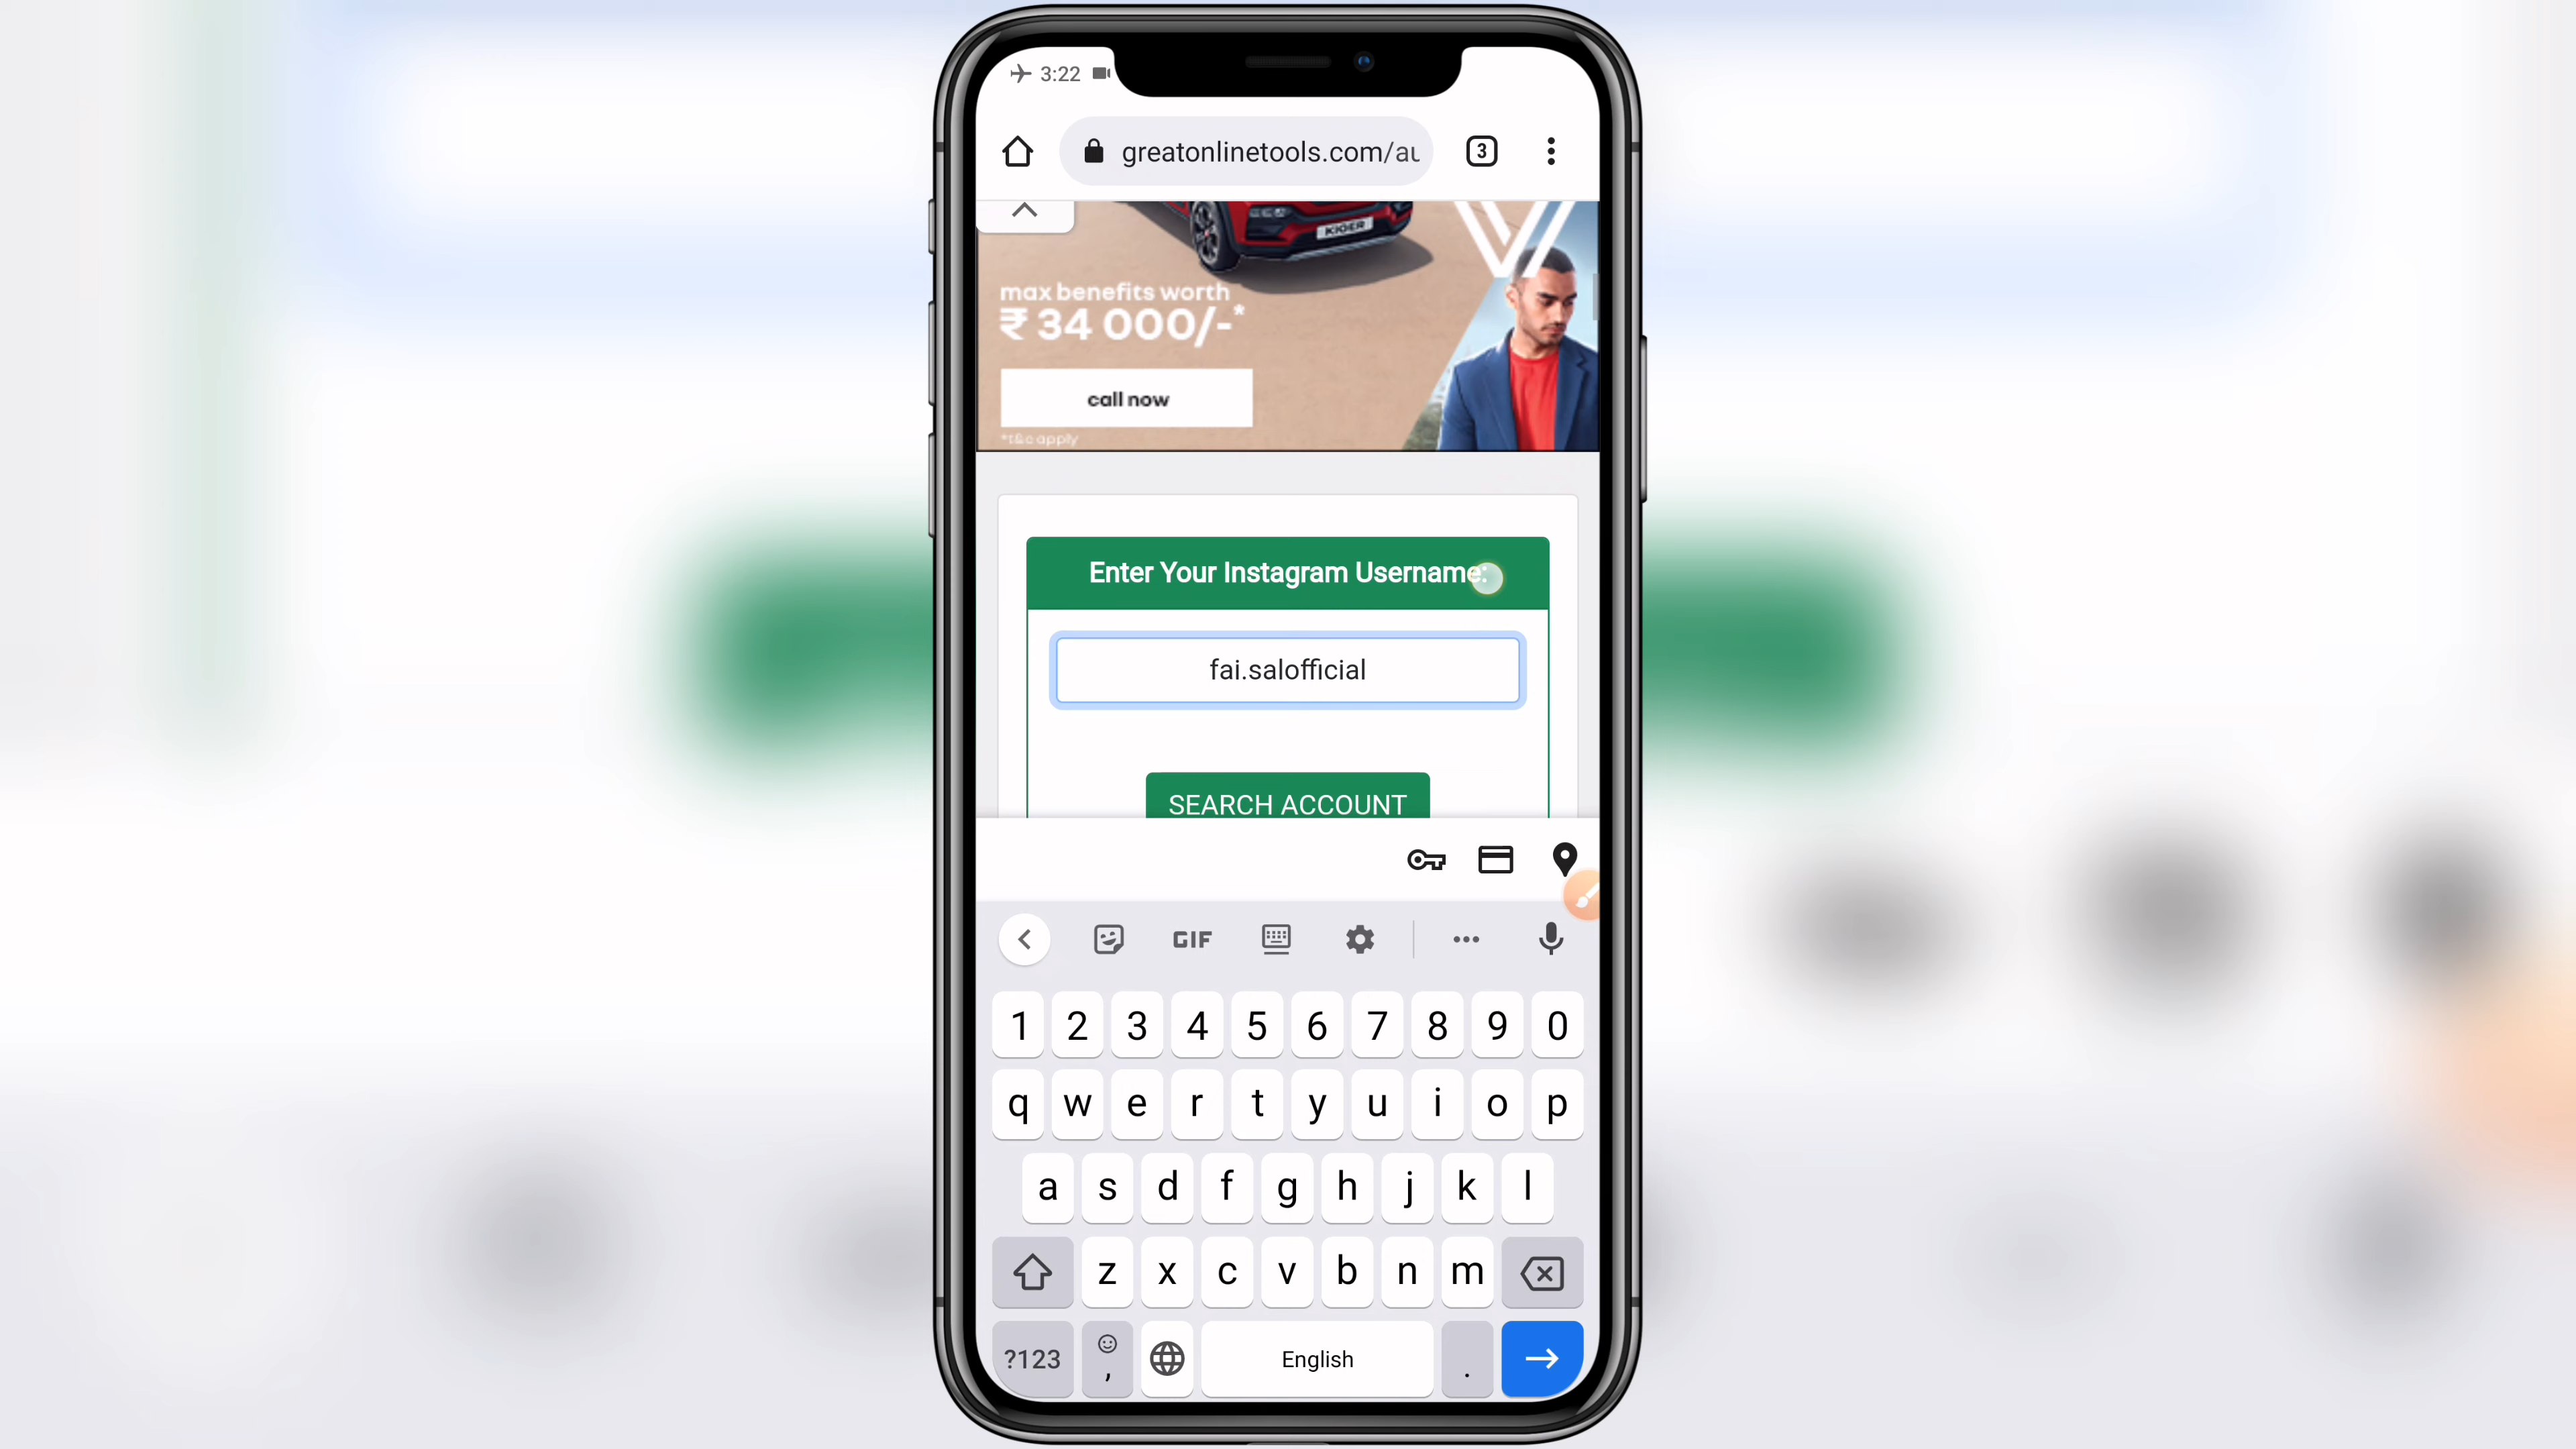 3:22
greatonlinetools.com/au
3
KIGER
max benefits worth
₹ 34 000/-*
call now
*t&c apply
Enter Your Instagram Username:
fai.salofficial
SEARCH ACCOUNT
GIF
1 2 3 4 5 6 7 8 9 0
q w e r t y u i o p
a s d f g h j k l
z x c v b n m
?123 , English .